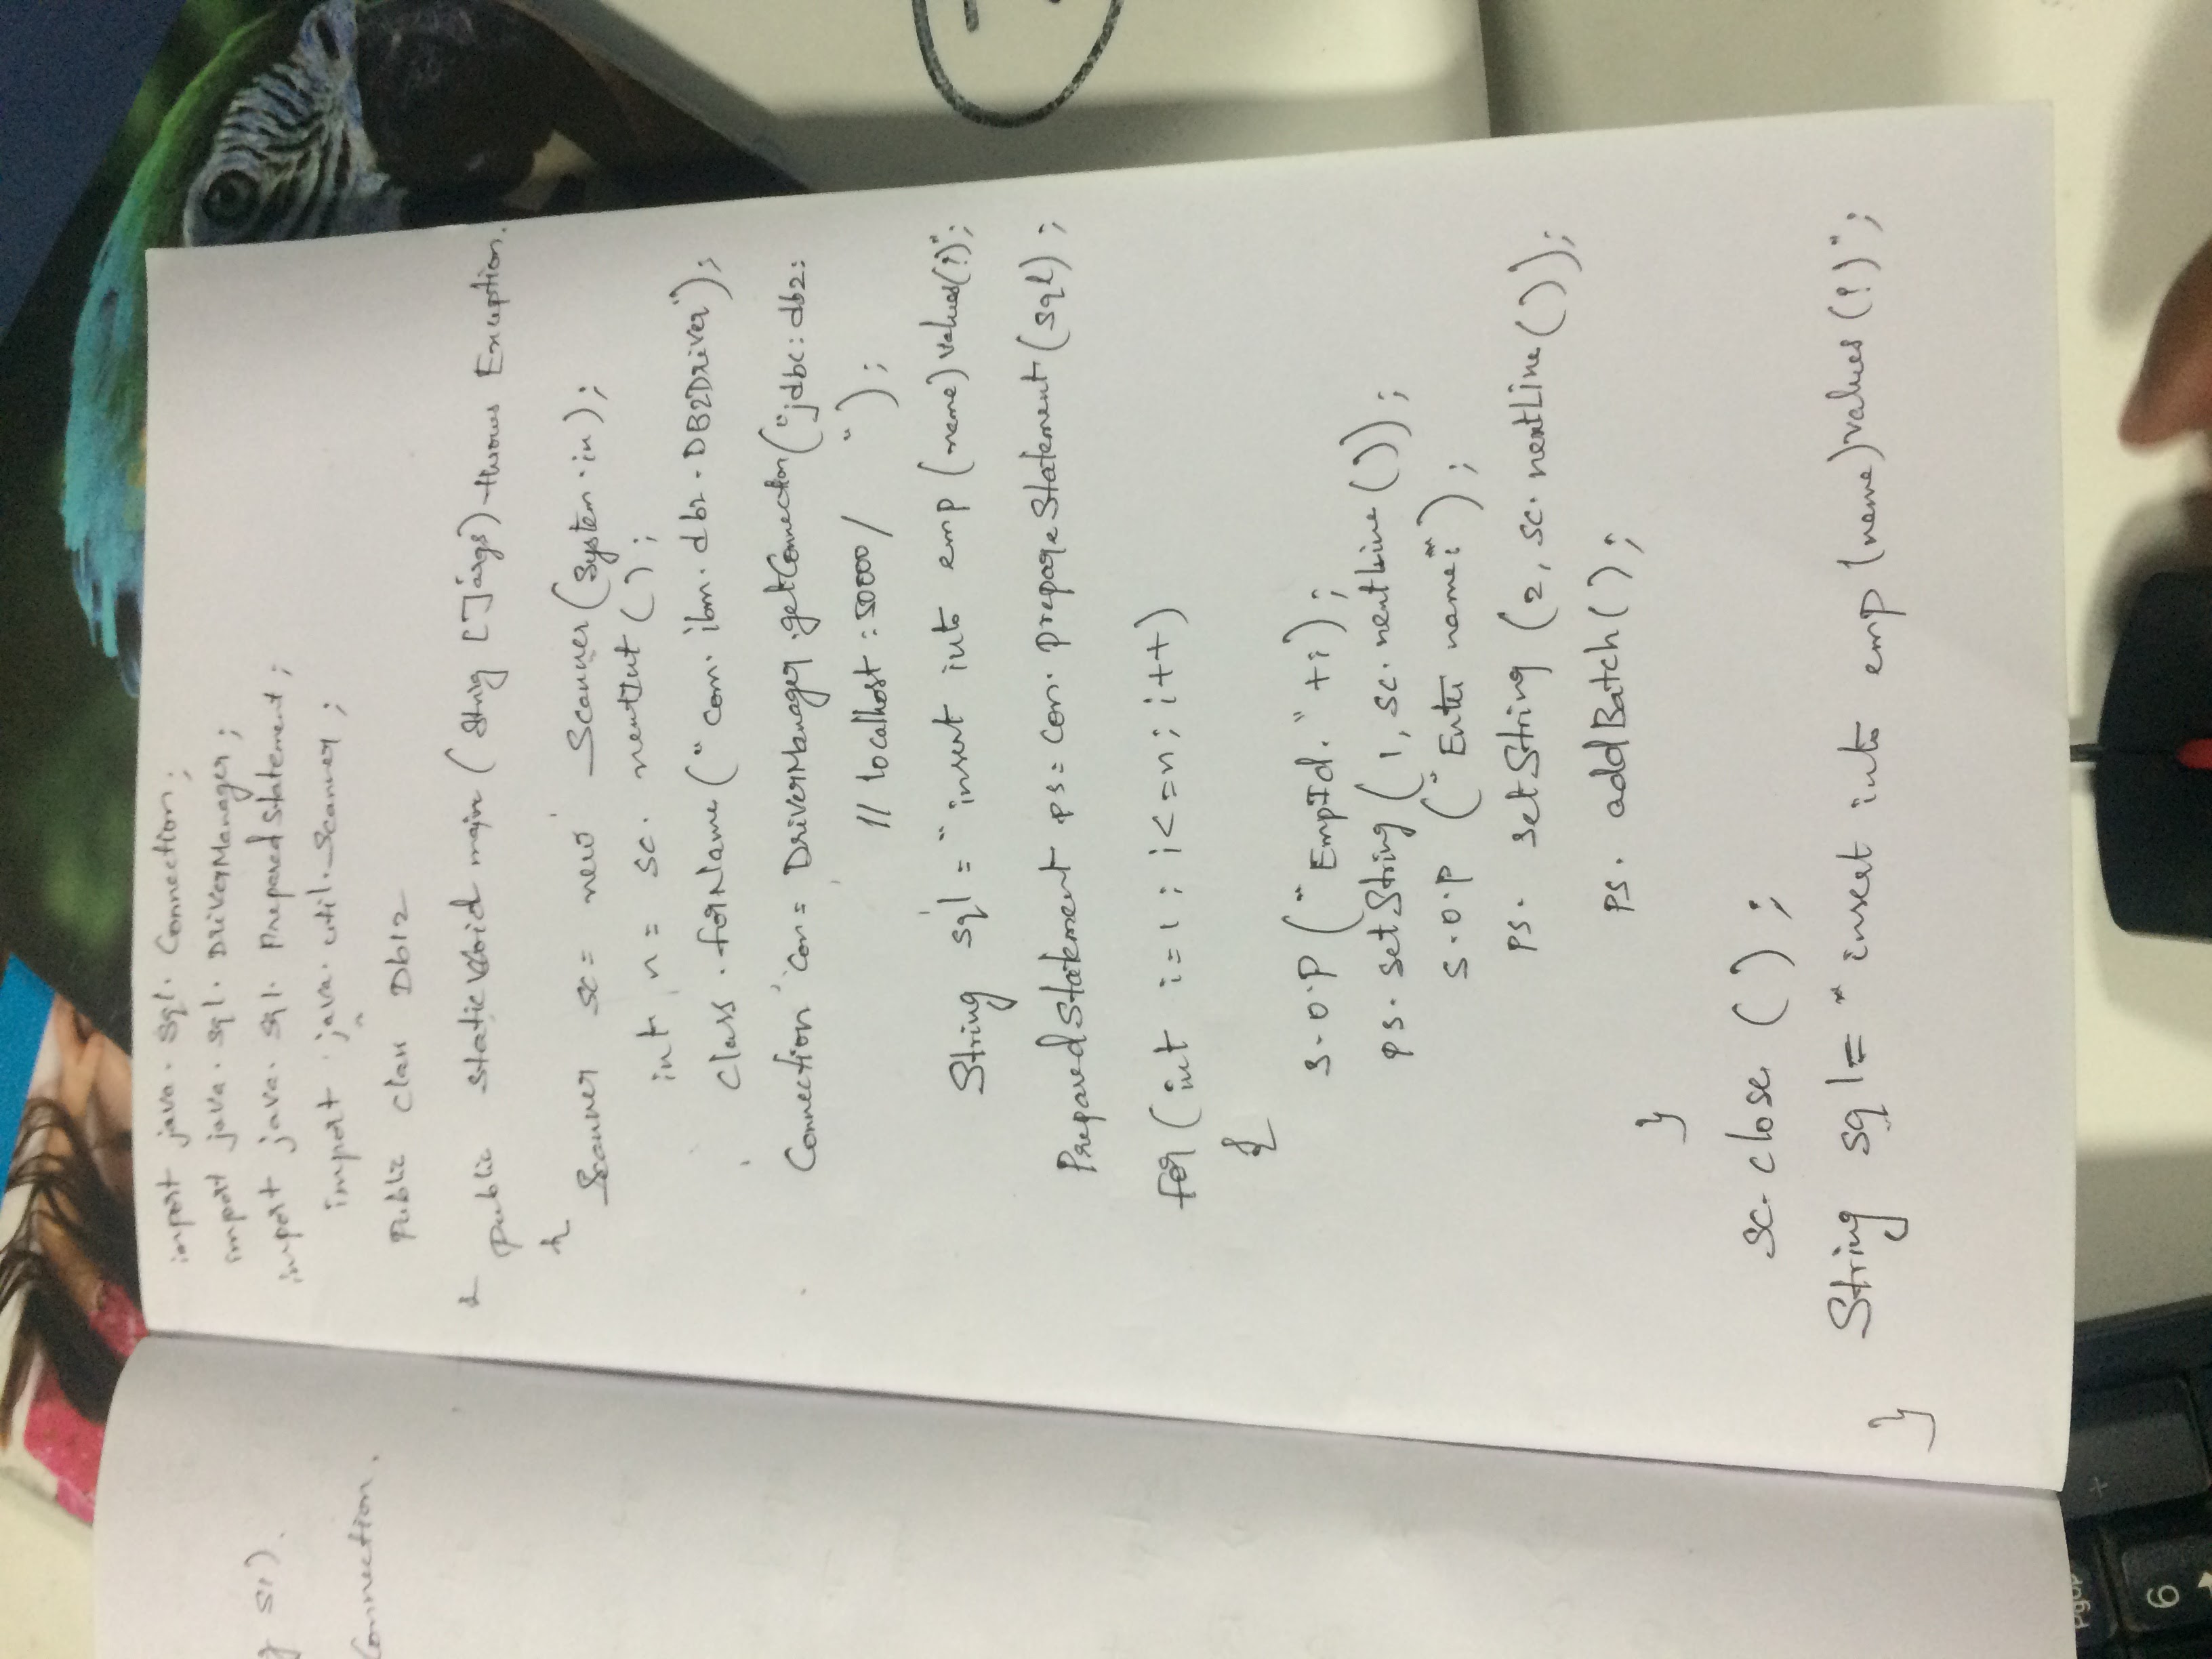 g s1).
Connection.
import java.sql.Connection;
import java.sql.DriverManager;
import java.sql.PreparedStatement;
import java.util.Scanner;
Public class Db12
{
public static void main (String []args) throws Exception.
{
Scanner sc = new Scanner(System.in);
int n = sc. nextInt();
Class.forName("com.ibm.db2.DB2Driver");
Connection con = DriverManager.getConnection("jdbc:db2:
// localhost:50000/ ");
String sql = "insert into emp (name) values(?)";
PreparedStatement ps = con. prepareStatement(sql);
for(int i=1; i<=n; i++)
{
S.O.P("EmpId." +i);
ps. setString(1, sc. nextLine());
S.O.P ("Enter name:");
ps. setString (2, sc. nextLine());
ps. addBatch();
}
sc.close();
String sql = "insert into emp (name)values(?)";
}
PgUp
6
+